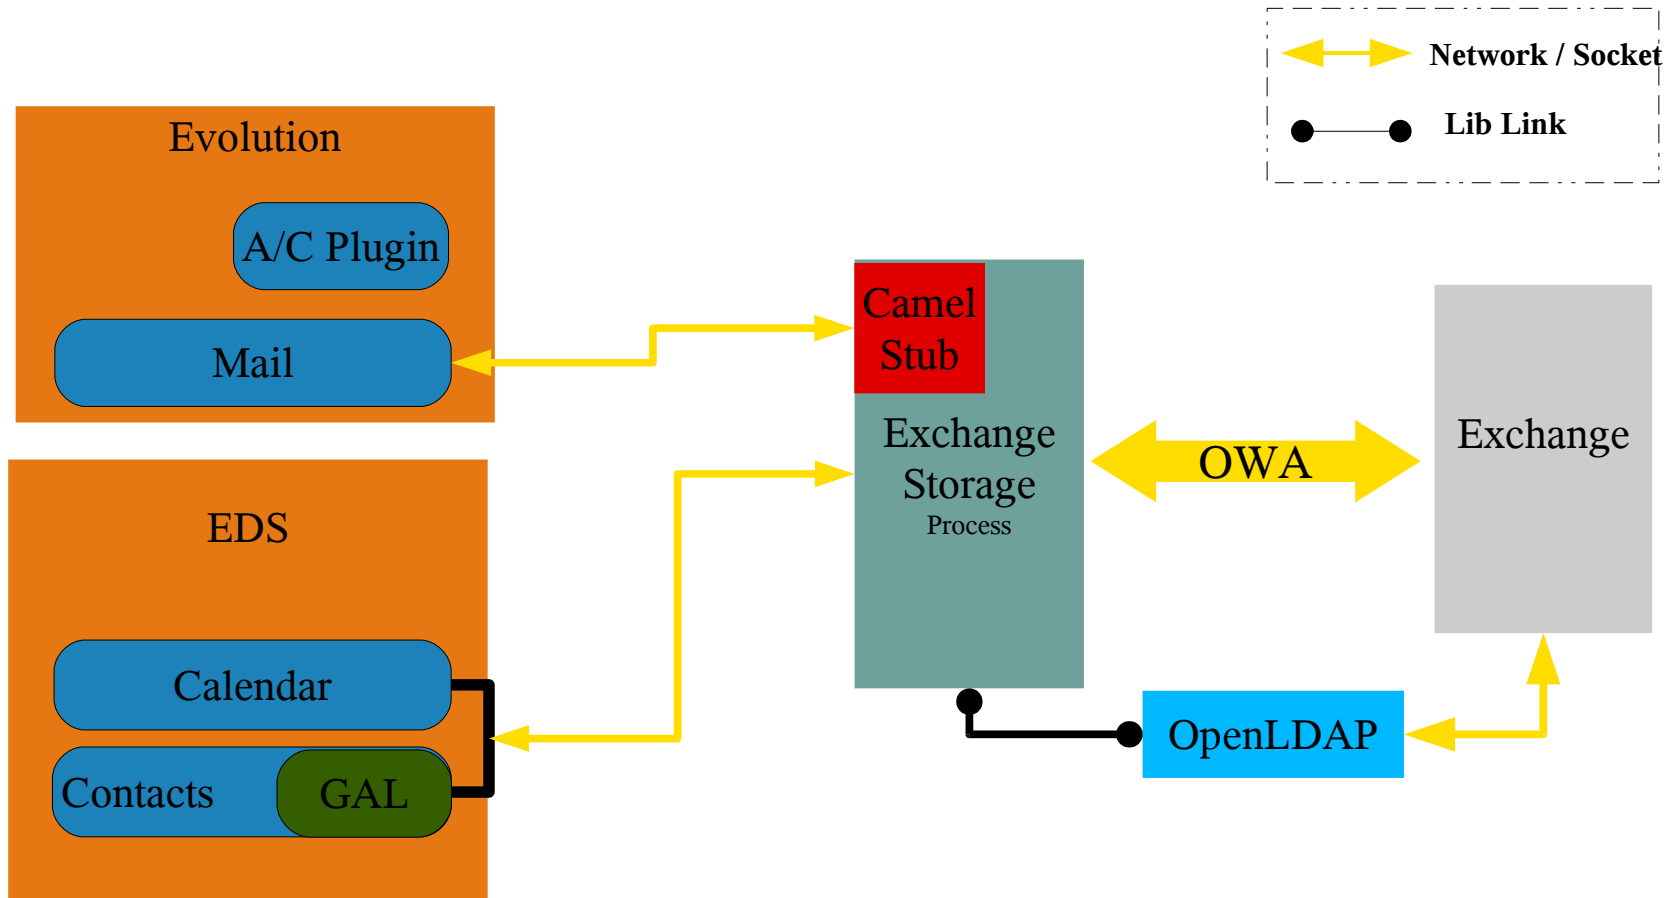 Network / Socket
Lib Link
Evolution
A/C Plugin
Mail
Camel
Stub
Exchange
Storage
Process
OWA
Exchange
EDS
Calendar
Contacts
GAL
OpenLDAP